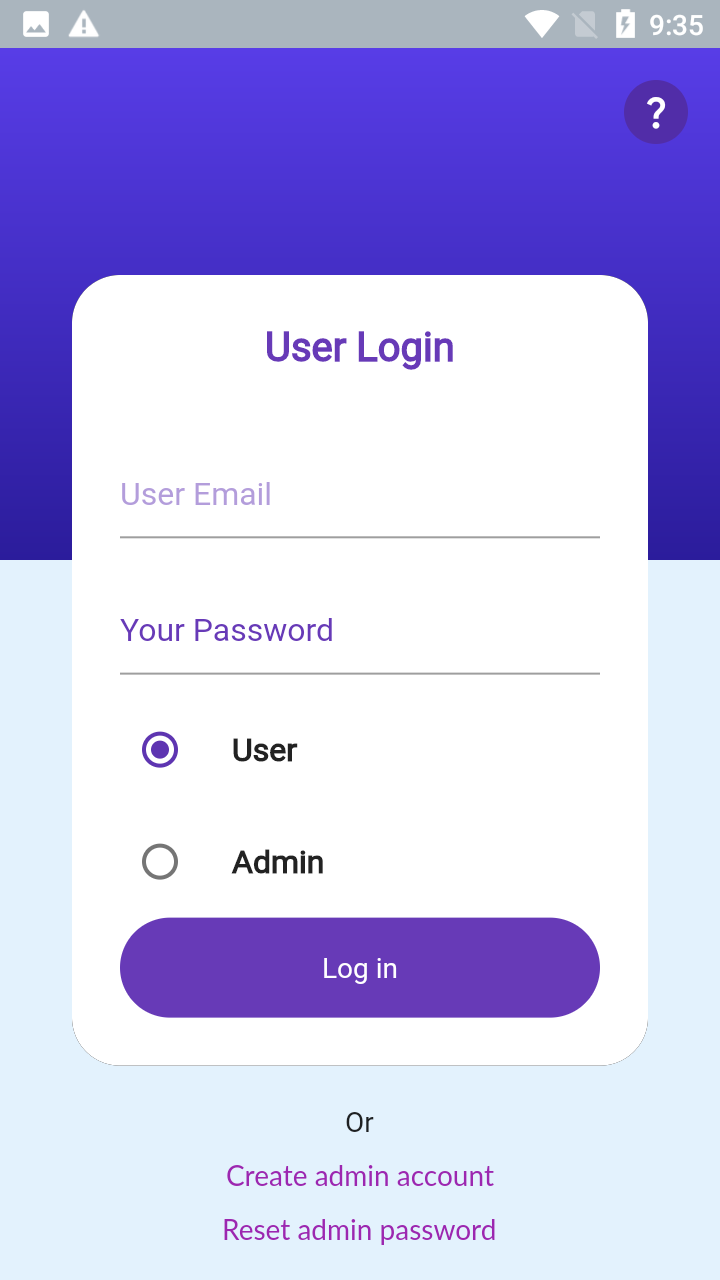 9:35
?
User Login
User Email
Your Password
User
Admin
Log in
Or
Create admin account
Reset admin password